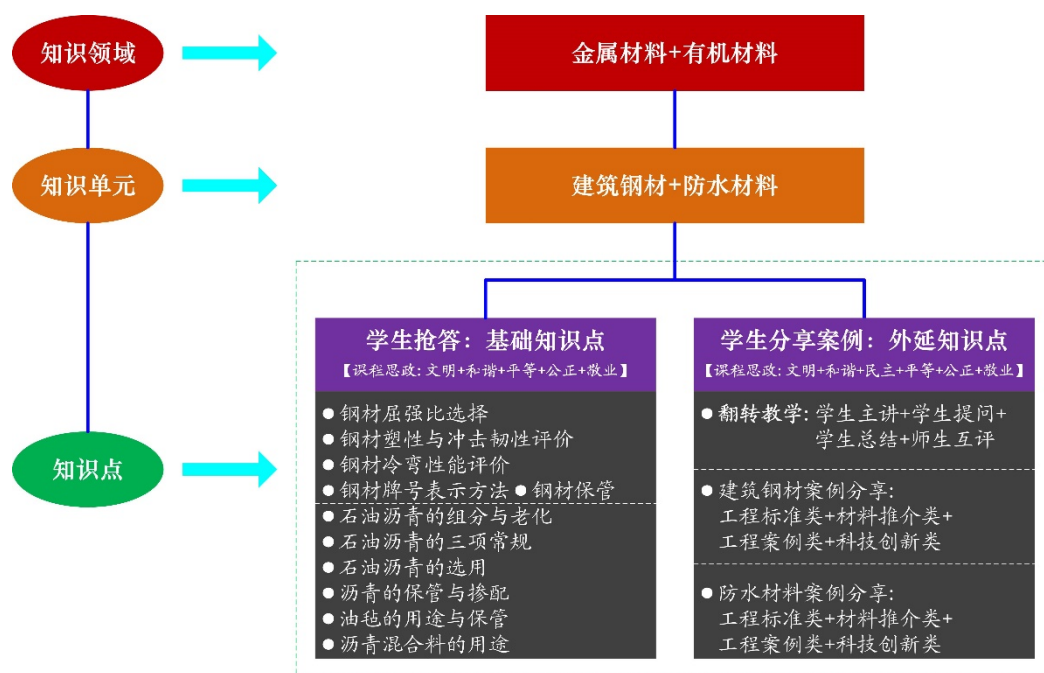 知识领域
金属材料+有机材料
知识单元
建筑钢材+防水材料
知识点
学生抢答：基础知识点
【课程思政：文明+和谐+平等+公正+敬业】
●钢材屈强比选择
●钢材塑性与冲击韧性评价
●钢材冷弯性能评价
●钢材牌号表示方法 ●钢材保管
●石油沥青的组分与老化
●石油沥青的三项常规
●石油沥青的选用
●沥青的保管与掺配
●油毡的用途与保管
●沥青混合料的用途
学生分享案例：外延知识点
【课程思政：文明+和谐+民主+平等+公正+敬业】
●翻转教学：学生主讲+学生提问+
学生总结+师生互评
●建筑钢材案例分享：
工程标准类+材料推介类+
工程案例类+科技创新类
●防水材料案例分享：
工程标准类+材料推介类+
工程案例类+科技创新类